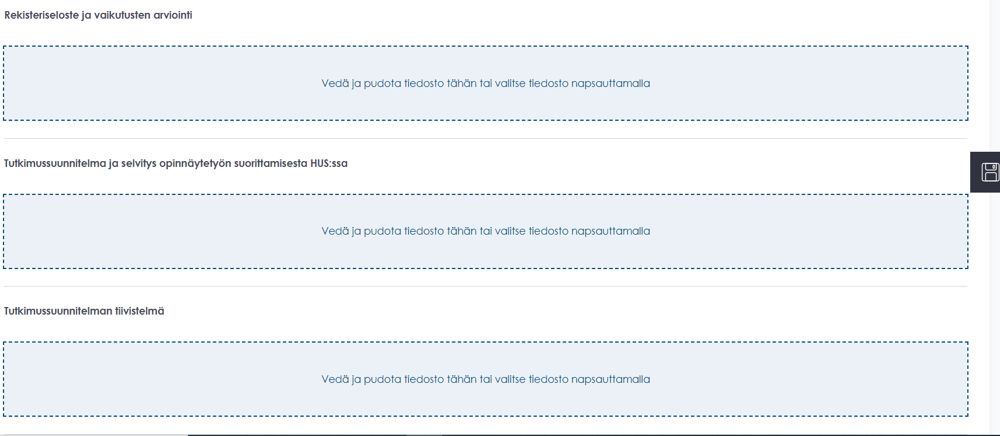 Rekisteriseloste ja vaikutusten arviointi
Vedä ja pudota tiedosto tähän tai valitse tiedosto napsauttamalla
Tutkimussuunnitelma ja selvitys opinnäytetyön suorittamisesta HUS:ssa
Vedä ja pudota tiedosto tähän tai valitse tiedosto napsauttamalla
Tutkimussuunnitelman tiivistelmä
Vedä ja pudota tiedosto tähän tai valitse tiedosto napsauttamalla